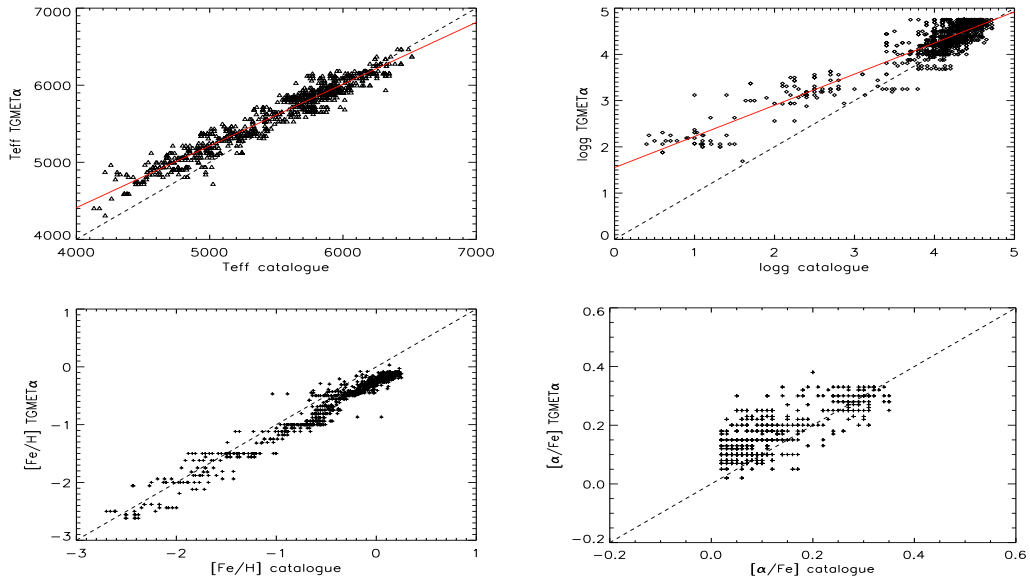 7000
6000
5000
4000
4000 5000 6000 7000
Teff TGMETα
Teff catalogue
5
4
3
2
1
0
0 1 2 3 4 5
logg TGMETα
logg catalogue
1
0
−1
−2
−3
−3 −2 −1 0 1
[Fe/H] TGMETα
[Fe/H] catalogue
0.6
0.4
0.2
0.0
−0.2
−0.2 0.0 0.2 0.4 0.6
[α/Fe] TGMETα
[α/Fe] catalogue